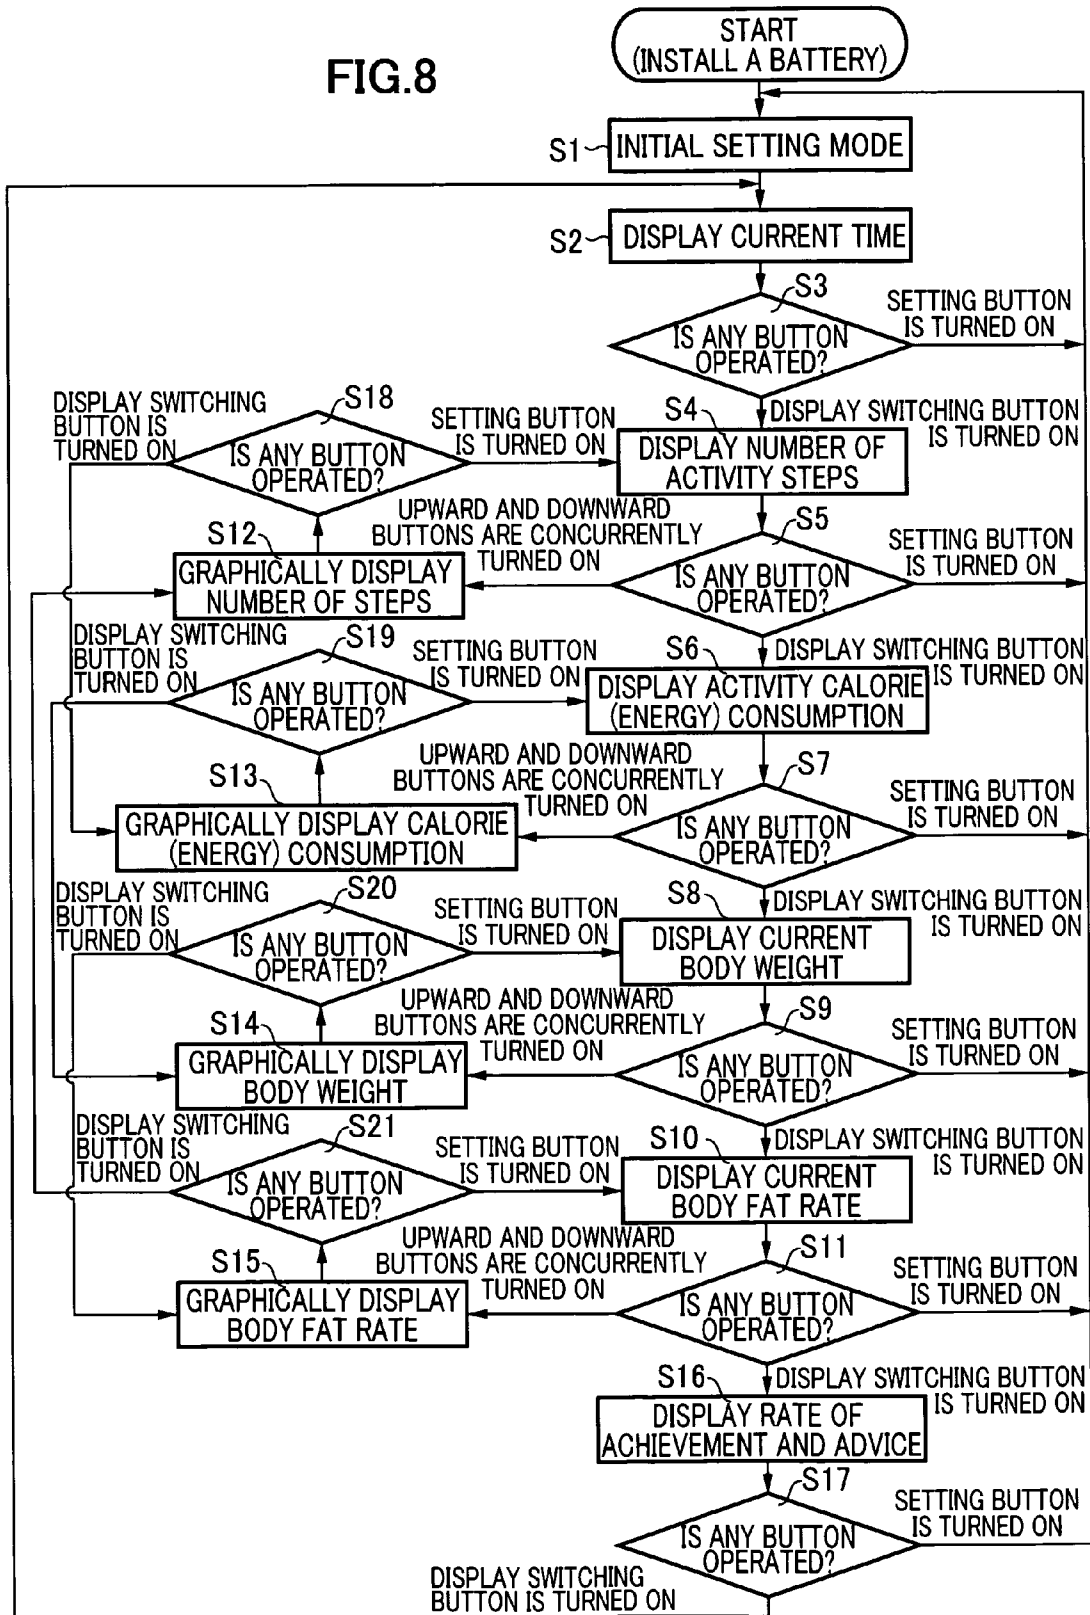 FIG.8
START
(INSTALL A BATTERY)
S1
INITIAL SETTING MODE
S2
DISPLAY CURRENT TIME
S3
IS ANY BUTTON
OPERATED?
SETTING BUTTON
IS TURNED ON
DISPLAY SWITCHING BUTTON
IS TURNED ON
S4
DISPLAY NUMBER OF
ACTIVITY STEPS
S18
IS ANY BUTTON
OPERATED?
DISPLAY SWITCHING
BUTTON IS
TURNED ON
SETTING BUTTON
IS TURNED ON
S5
IS ANY BUTTON
OPERATED?
SETTING BUTTON
IS TURNED ON
UPWARD AND DOWNWARD
BUTTONS ARE CONCURRENTLY
TURNED ON
S12
GRAPHICALLY DISPLAY
NUMBER OF STEPS
DISPLAY SWITCHING BUTTON
IS TURNED ON
S6
DISPLAY ACTIVITY CALORIE
(ENERGY) CONSUMPTION
S19
IS ANY BUTTON
OPERATED?
DISPLAY SWITCHING
BUTTON IS
TURNED ON
SETTING BUTTON
IS TURNED ON
S7
IS ANY BUTTON
OPERATED?
SETTING BUTTON
IS TURNED ON
UPWARD AND DOWNWARD
BUTTONS ARE CONCURRENTLY
TURNED ON
S13
GRAPHICALLY DISPLAY CALORIE
(ENERGY) CONSUMPTION
DISPLAY SWITCHING BUTTON
IS TURNED ON
S8
DISPLAY CURRENT
BODY WEIGHT
S20
IS ANY BUTTON
OPERATED?
DISPLAY SWITCHING
BUTTON IS
TURNED ON
SETTING BUTTON
IS TURNED ON
S9
IS ANY BUTTON
OPERATED?
SETTING BUTTON
IS TURNED ON
UPWARD AND DOWNWARD
BUTTONS ARE CONCURRENTLY
TURNED ON
S14
GRAPHICALLY DISPLAY
BODY WEIGHT
DISPLAY SWITCHING BUTTON
IS TURNED ON
S10
DISPLAY CURRENT
BODY FAT RATE
S21
IS ANY BUTTON
OPERATED?
DISPLAY SWITCHING
BUTTON IS
TURNED ON
SETTING BUTTON
IS TURNED ON
S11
IS ANY BUTTON
OPERATED?
SETTING BUTTON
IS TURNED ON
UPWARD AND DOWNWARD
BUTTONS ARE CONCURRENTLY
TURNED ON
S15
GRAPHICALLY DISPLAY
BODY FAT RATE
DISPLAY SWITCHING BUTTON
IS TURNED ON
S16
DISPLAY RATE OF
ACHIEVEMENT AND ADVICE
S17
IS ANY BUTTON
OPERATED?
SETTING BUTTON
IS TURNED ON
DISPLAY SWITCHING
BUTTON IS TURNED ON